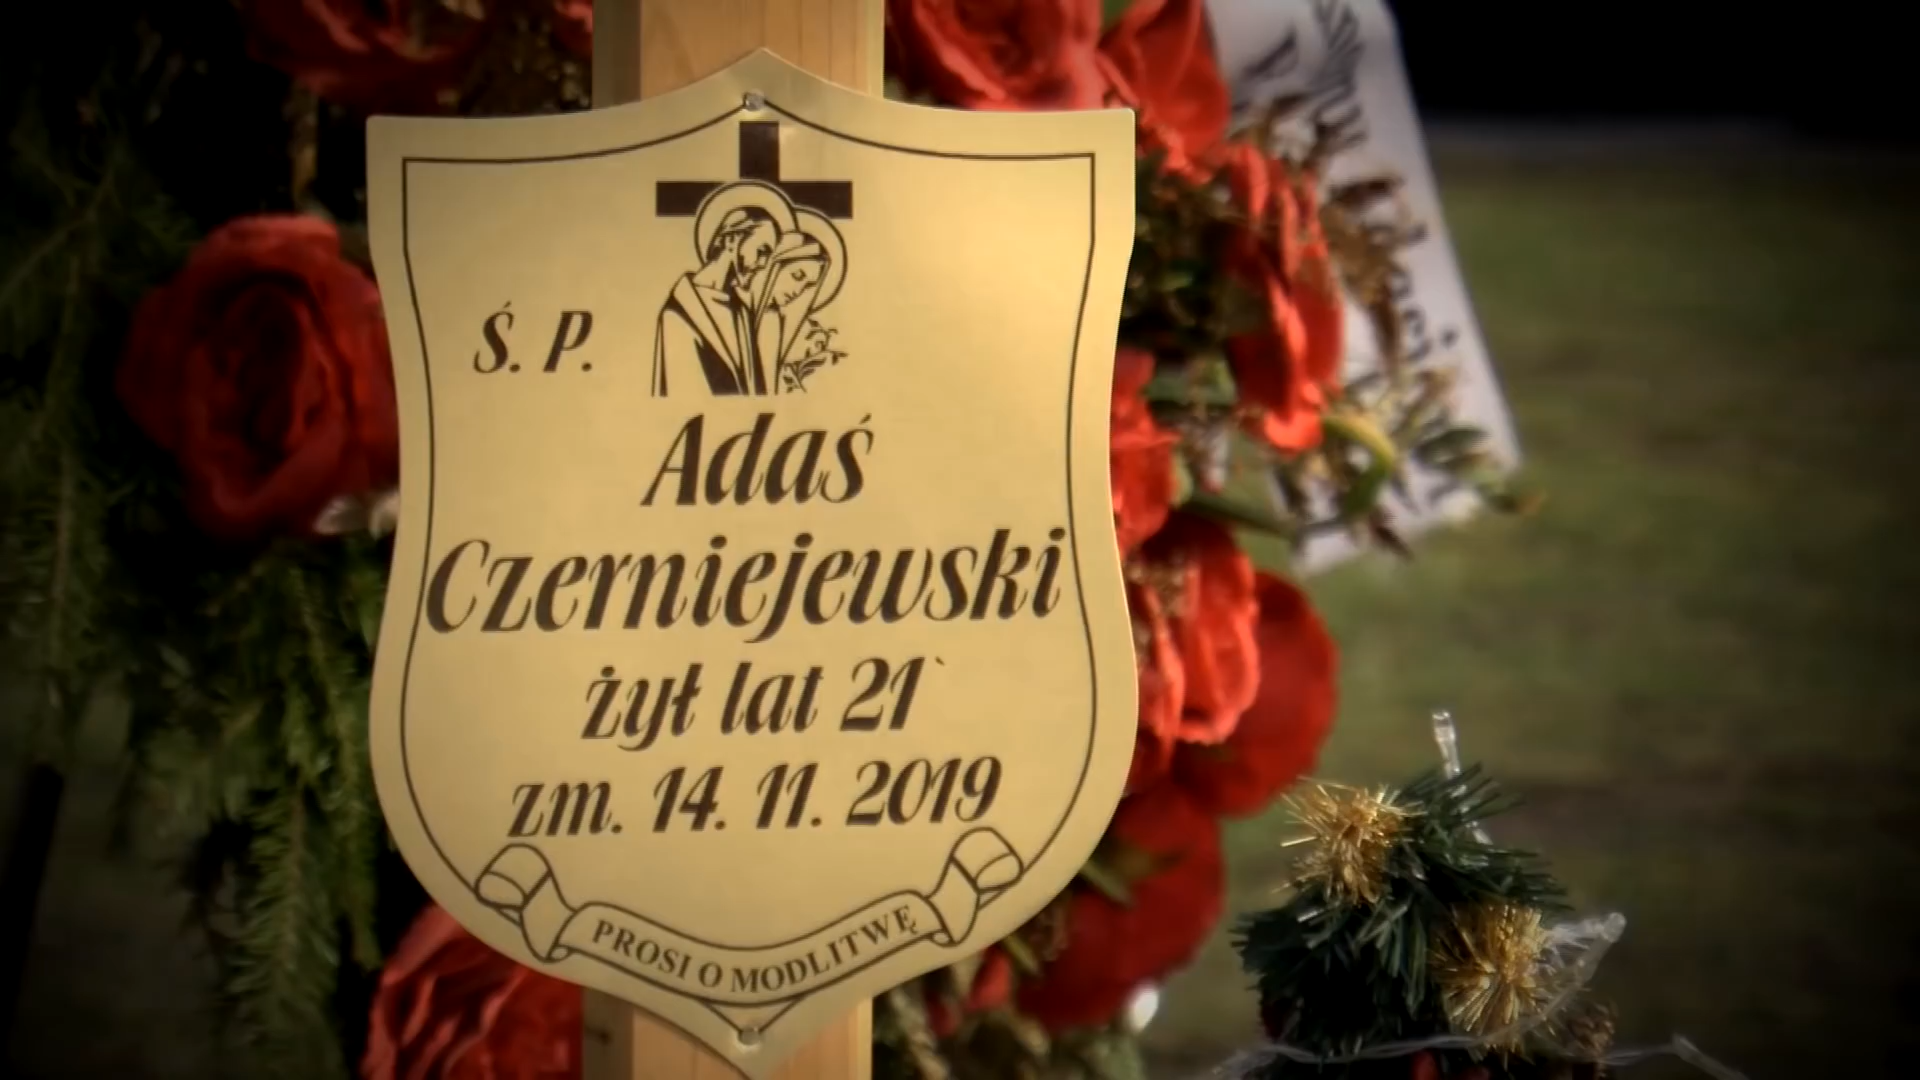 Ś. P.
Adaś
Czerniejewski
żył lat 21
zm. 14. 11. 2019
PROSI O MODLITWĘ